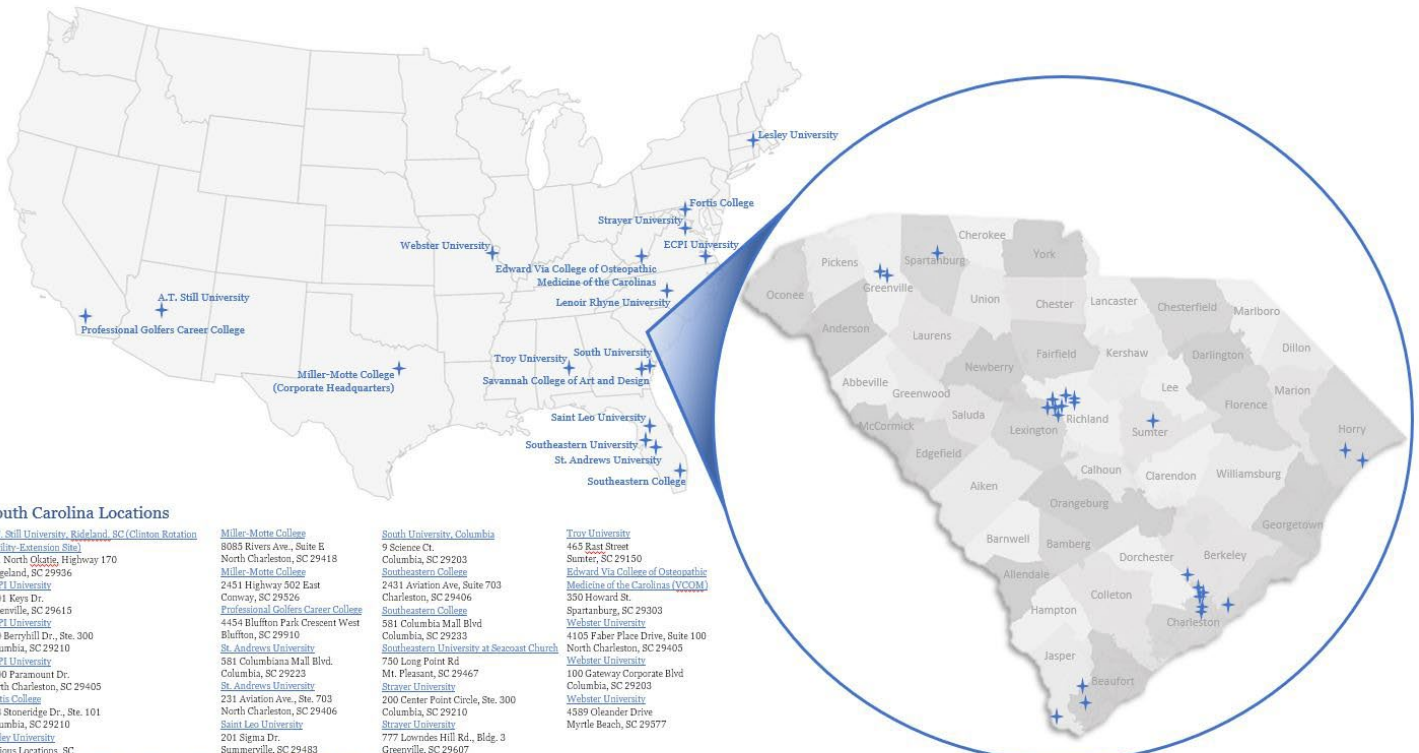 Lesley University
Fortis College
Strayer University
ECPI University
Webster University
Edward Via College of Osteopathic
Medicine of the Carolinas
Lenoir Rhyne University
A.T. Still University
Professional Golfers Career College
Troy University
South University
Savannah College of Art and Design
Miller-Motte College
(Corporate Headquarters)
Saint Leo University
Southeastern University
St. Andrews University
Southeastern College
Cherokee
York
Pickens
Spartanburg
Greenville
Oconee
Union
Chester
Lancaster
Chesterfield
Marlboro
Anderson
Laurens
Fairfield
Kershaw
Darlington
Dillon
Newberry
Abbeville
Greenwood
Lee
Marion
Florence
Saluda
Richland
McCormick
Lexington
Sumter
Horry
Edgefield
Calhoun
Clarendon
Williamsburg
Aiken
Orangeburg
Georgetown
Barnwell
Bamberg
Dorchester
Berkeley
Allendale
Colleton
Hampton
Charleston
Jasper
Beaufort
outh Carolina Locations
. Still University, Ridgeland, SC (Clinton Rotation
ility-Extension Site)
North Okatie, Highway 170
geland, SC 29936
PI University
1 Keys Dr.
enville, SC 29615
PI University
Berryhill Dr., Ste. 300
umbia, SC 29210
PI University
0 Paramount Dr.
th Charleston, SC 29405
tis College
Stoneridge Dr., Ste. 101
umbia, SC 29210
ley University
ious Locations, SC
Miller-Motte College
8085 Rivers Ave., Suite E
North Charleston, SC 29418
Miller-Motte College
2451 Highway 502 East
Conway, SC 29526
Professional Golfers Career College
4454 Bluffton Park Crescent West
Bluffton, SC 29910
St. Andrews University
581 Columbiana Mall Blvd.
Columbia, SC 29223
St. Andrews University
231 Aviation Ave., Ste. 703
North Charleston, SC 29406
Saint Leo University
201 Sigma Dr.
Summerville, SC 29483
South University, Columbia
9 Science Ct.
Columbia, SC 29203
Southeastern College
2431 Aviation Ave, Suite 703
Charleston, SC 29406
Southeastern College
581 Columbia Mall Blvd
Columbia, SC 29233
Southeastern University at Seacoast Church
750 Long Point Rd
Mt. Pleasant, SC 29467
Strayer University
200 Center Point Circle, Ste. 300
Columbia, SC 29210
Strayer University
777 Lowndes Hill Rd., Bldg. 3
Greenville, SC 29607
Troy University
465 Rast Street
Sumter, SC 29150
Edward Via College of Osteopathic
Medicine of the Carolinas (VCOM)
350 Howard St.
Spartanburg, SC 29303
Webster University
4105 Faber Place Drive, Suite 100
North Charleston, SC 29405
Webster University
100 Gateway Corporate Blvd
Columbia, SC 29203
Webster University
4589 Oleander Drive
Myrtle Beach, SC 29577